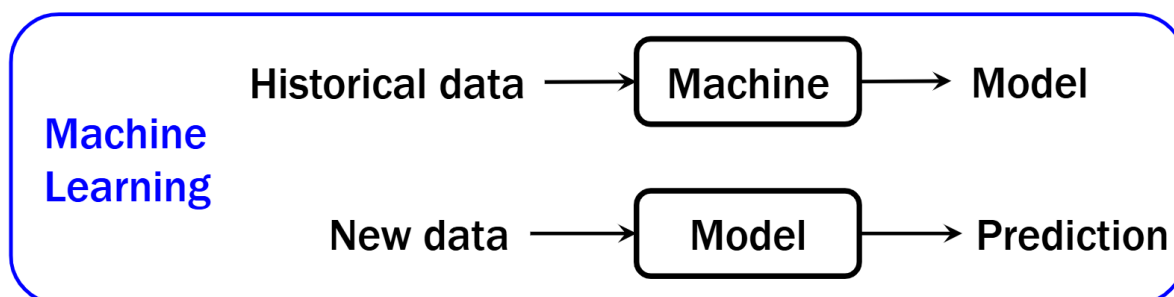 Historical data
Machine
Model
Machine
Learning
New data
Model
Prediction